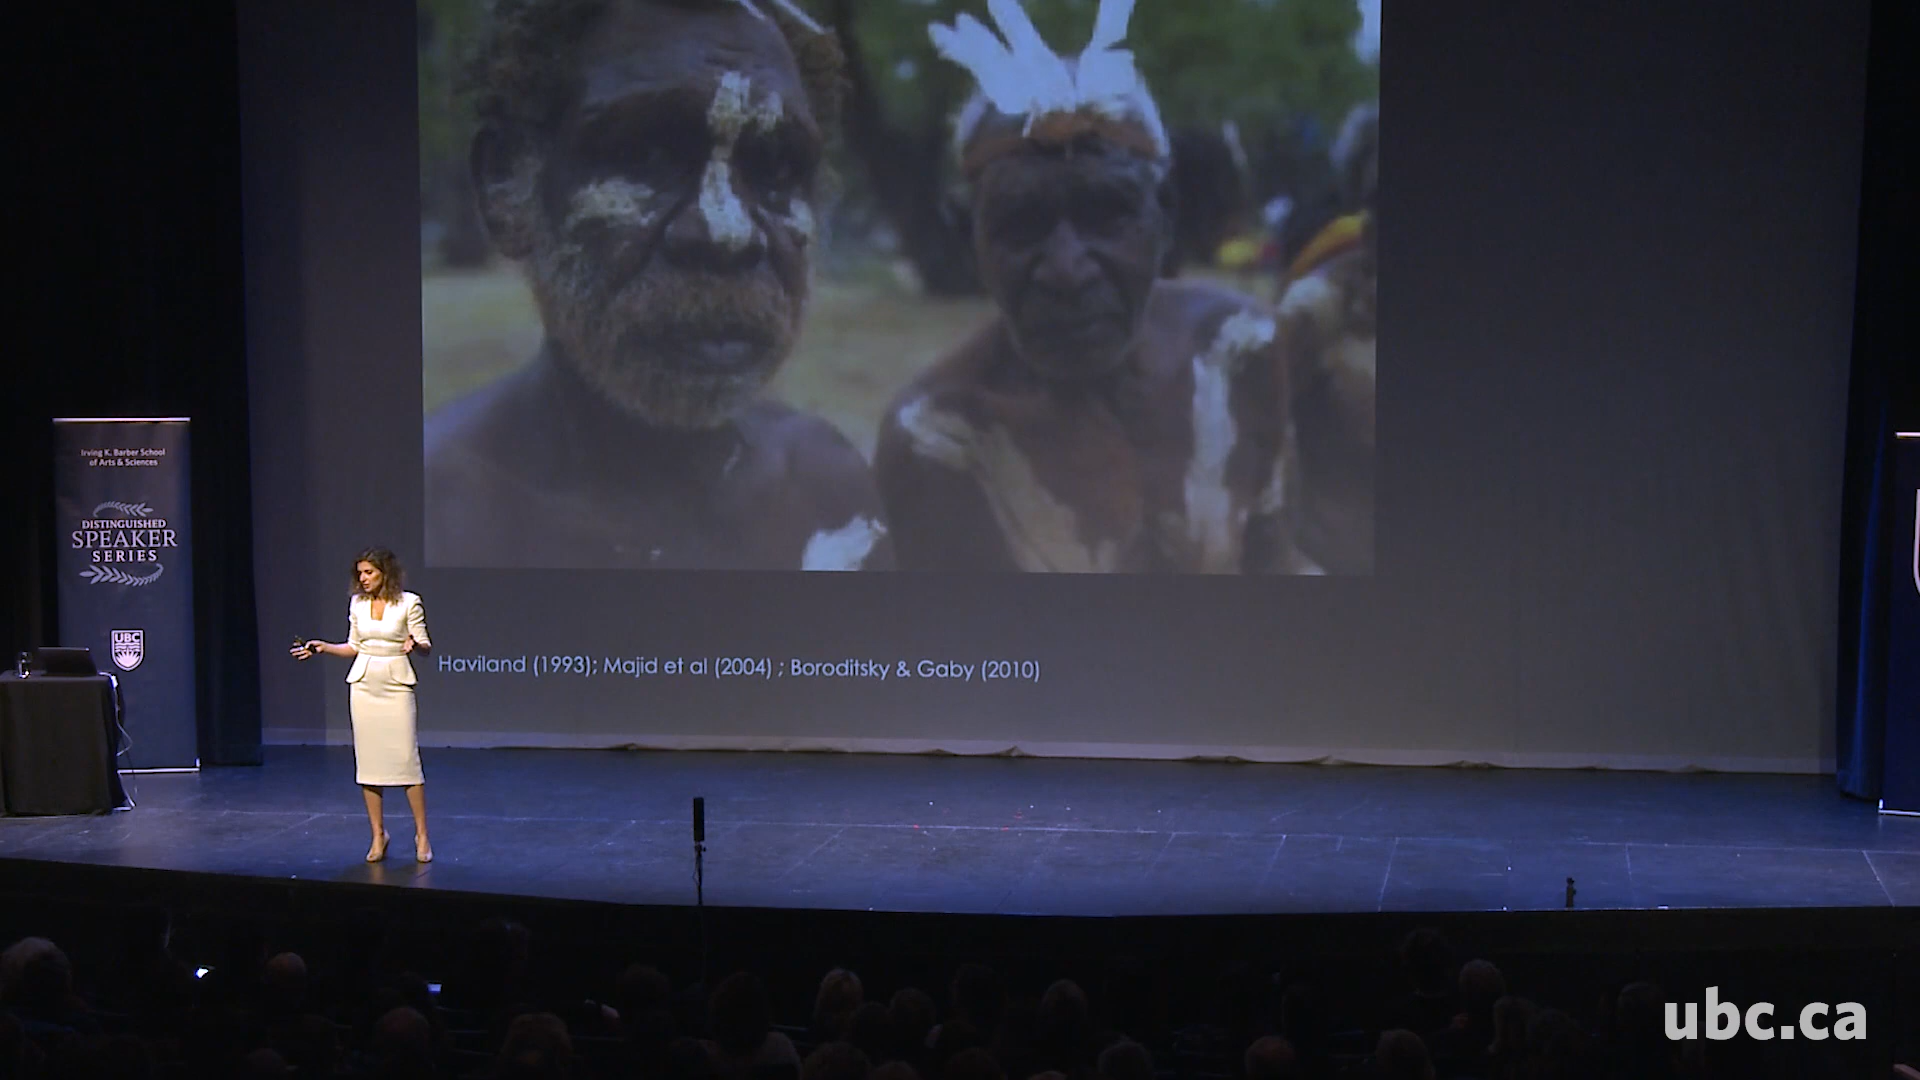 Irving K. Barber School
of Arts & Sciences
DISTINGUISHED
SPEAKER
SERIES
UBC
Haviland (1993); Majid et al (2004) ; Boroditsky & Gaby (2010)
ubc.ca